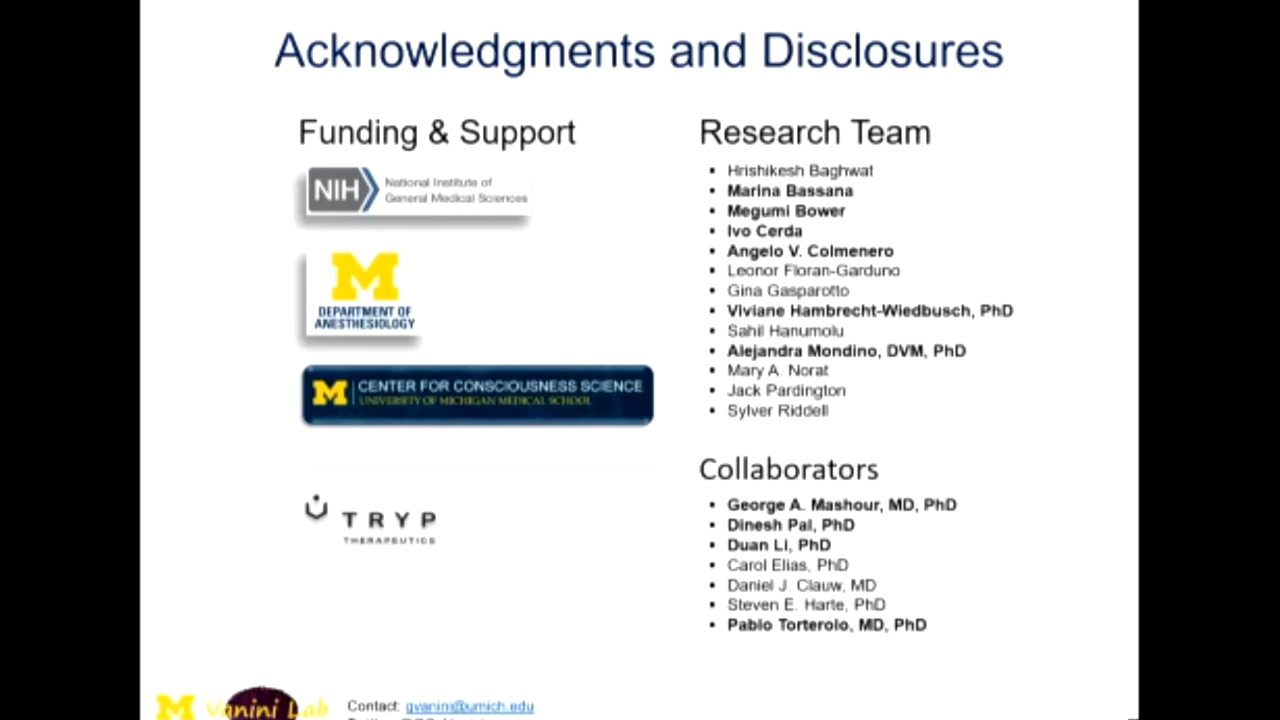 Acknowledgments and Disclosures
Funding & Support
NIH National Institute of
General Medical Sciences
M
DEPARTMENT OF
ANESTHESIOLOGY
M CENTER FOR CONSCIOUSNESS SCIENCE
UNIVERSITY OF MICHIGAN MEDICAL SCHOOL
TRYP
THERAPEUTICS
Research Team
Hrishikesh Baghwat
Marina Bassana
Megumi Bower
Ivo Cerda
Angelo V. Colmenero
Leonor Floran-Garduno
Gina Gasparotto
Viviane Hambrecht-Wiedbusch, PhD
Sahil Hanumolu
Alejandra Mondino, DVM, PhD
Mary A. Norat
Jack Pardington
Sylver Riddell
Collaborators
George A. Mashour, MD, PhD
Dinesh Pal, PhD
Duan Li, PhD
Carol Elias, PhD
Daniel J. Clauw, MD
Steven E. Harte, PhD
Pablo Torterolo, MD, PhD
M Vanini Lab
Contact: gvanini@umich.edu